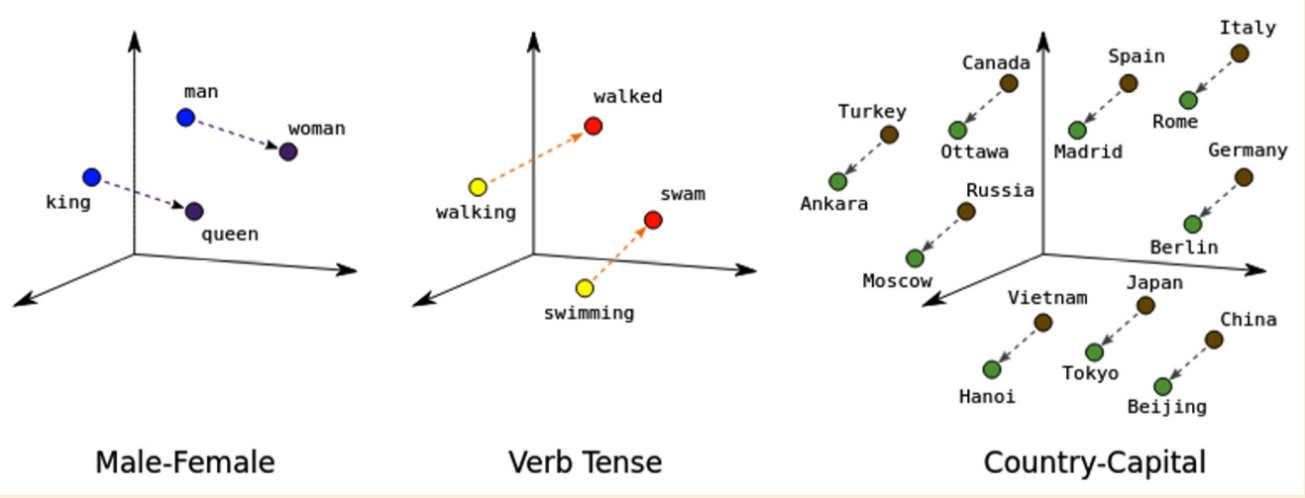 man
woman
king
queen
Male-Female
walked
walking
swam
swimming
Verb Tense
Italy
Spain
Canada
Rome
Turkey
Ottawa
Madrid
Germany
Russia
Ankara
Berlin
Moscow
Japan
Vietnam
China
Tokyo
Hanoi
Beijing
Country-Capital